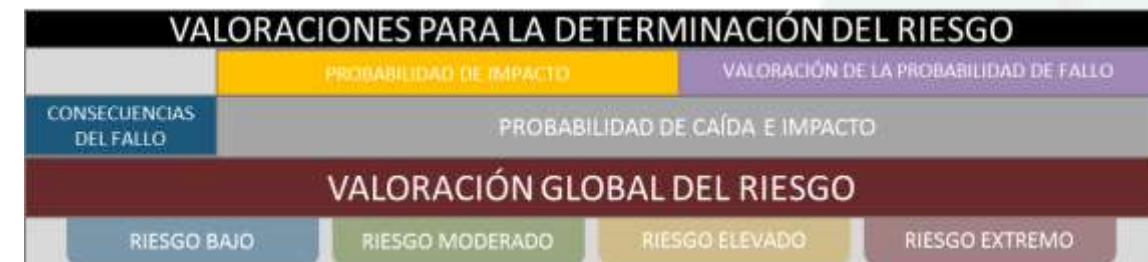 VALORACIONES PARA LA DETERMINACIÓN DEL RIESGO
PROBABILIDAD DE IMPACTO
VALORACIÓN DE LA PROBABILIDAD DE FALLO
CONSECUENCIAS
DEL FALLO
PROBABILIDAD DE CAÍDA E IMPACTO
VALORACIÓN GLOBAL DEL RIESGO
RIESGO BAJO
RIESGO MODERADO
RIESGO ELEVADO
RIESGO EXTREMO